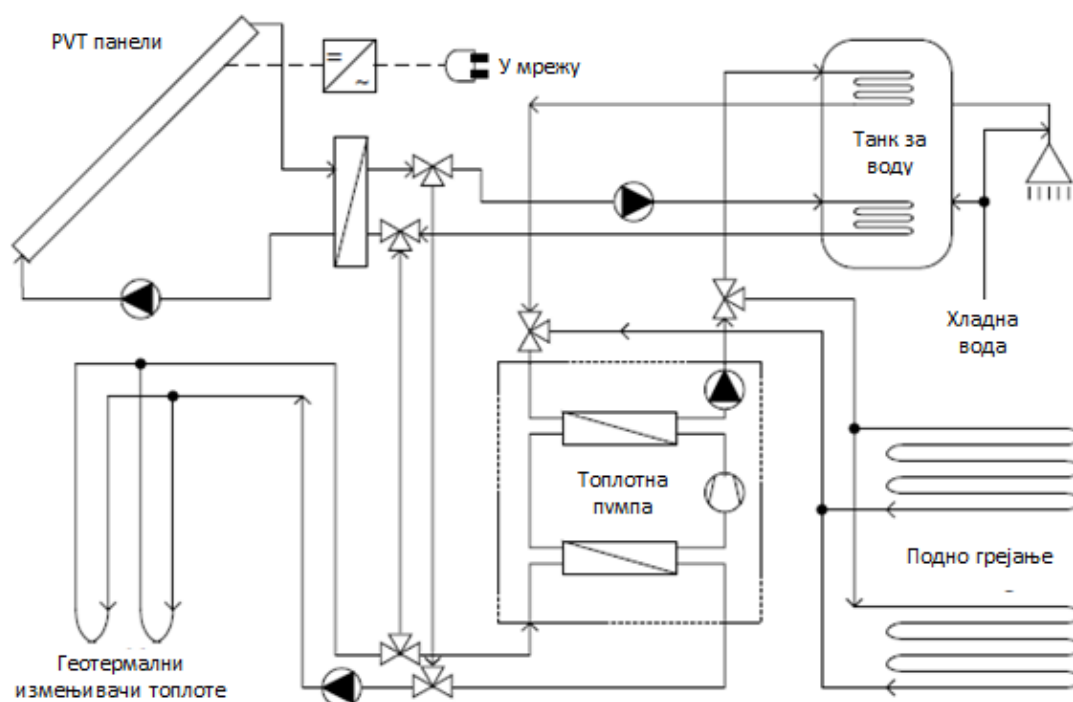 PVT панели
У мрежу
Танк за
воду
Хладна
вода
Топлотна
пумпа
Подно грејање
Геотермални
измењивачи топлоте